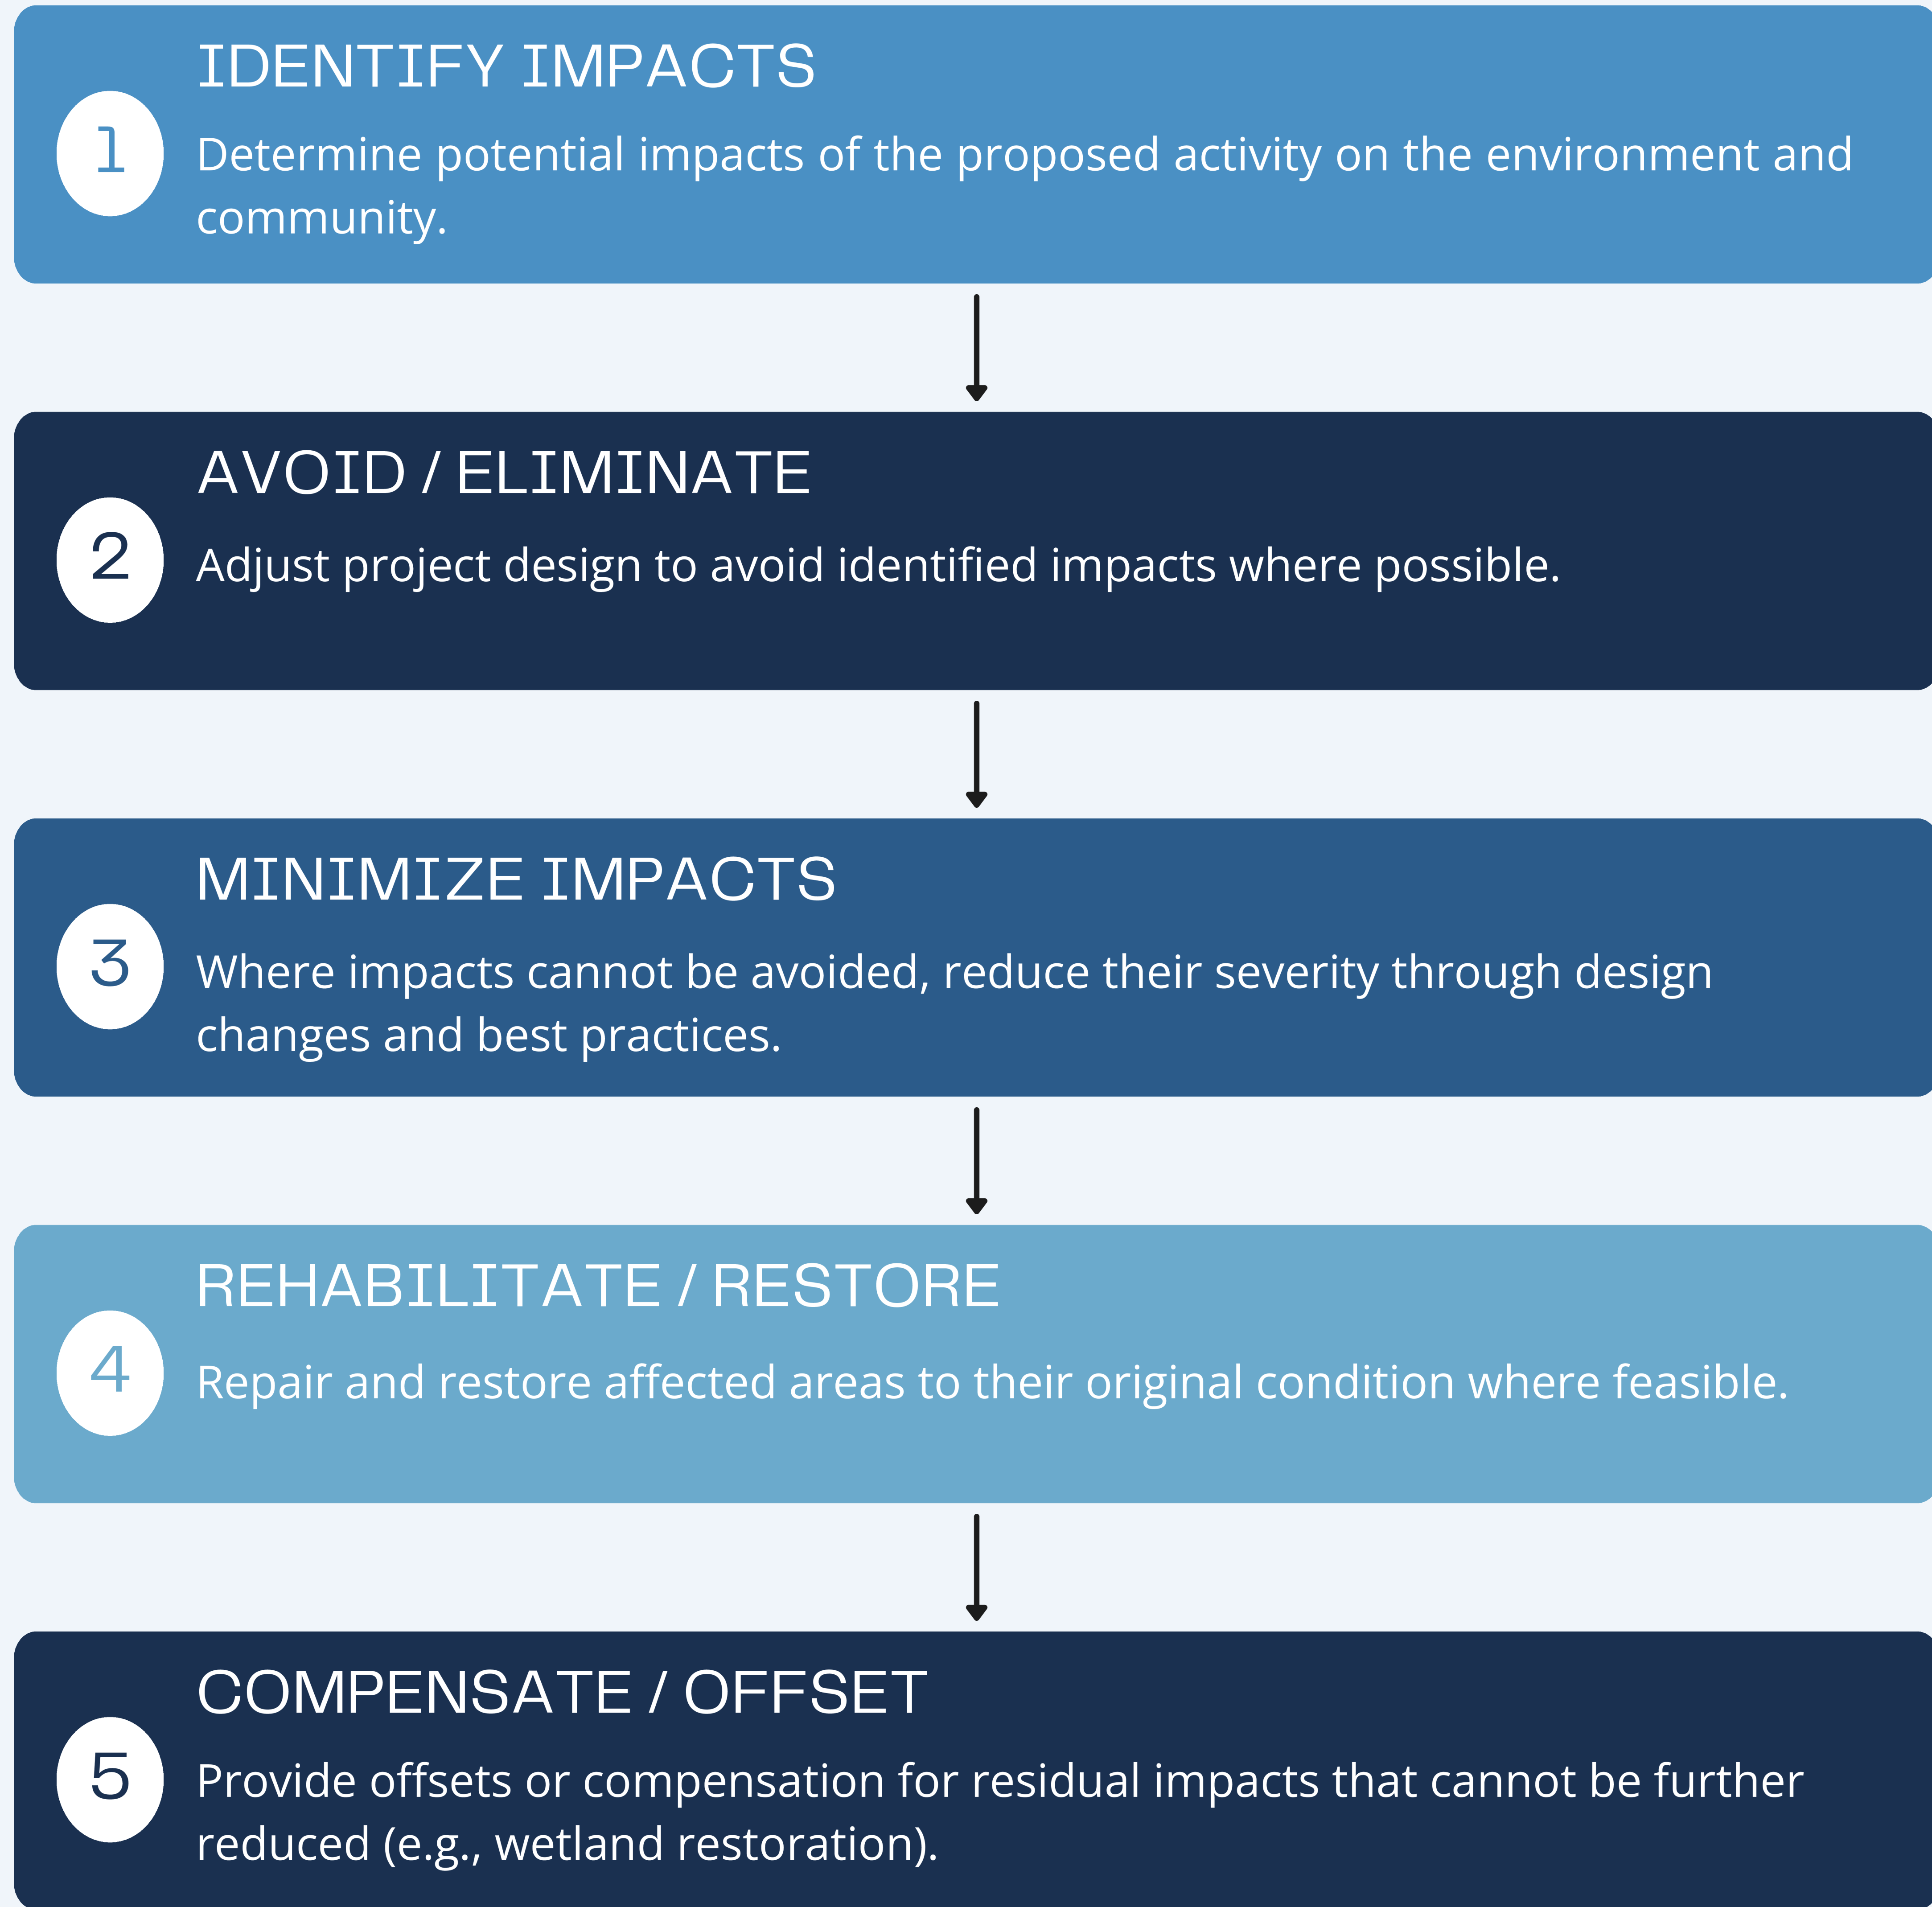 IDENTIFY IMPACTS
1
Determine potential impacts of the proposed activity on the environment and
community.
AVOID / ELIMINATE
2
Adjust project design to avoid identified impacts where possible.
MINIMIZE IMPACTS
3
Where impacts cannot be avoided, reduce their severity through design
changes and best practices.
REHABILITATE / RESTORE
4
Repair and restore affected areas to their original condition where feasible.
COMPENSATE / OFFSET
5
Provide offsets or compensation for residual impacts that cannot be further
reduced (e.g., wetland restoration).